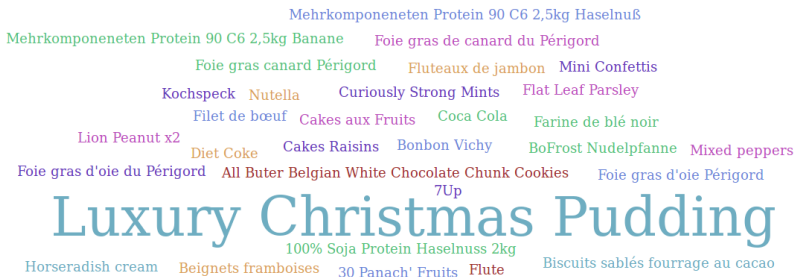 Mehrkomponeneten Protein 90 C6 2,5kg Haselnuß
Mehrkomponeneten Protein 90 C6 2,5kg Banane
Foie gras de canard du Périgord
Foie gras canard Périgord
Fluteaux de jambon
Mini Confettis
Kochspeck
Nutella
Curiously Strong Mints
Flat Leaf Parsley
Filet de bœuf
Cakes aux Fruits
Coca Cola
Farine de blé noir
Lion Peanut x2
Diet Coke
Cakes Raisins
Bonbon Vichy
BoFrost Nudelpfanne
Mixed peppers
Foie gras d'oie du Périgord
All Buter Belgian White Chocolate Chunk Cookies
Foie gras d'oie Périgord
7Up
Luxury Christmas Pudding
100% Soja Protein Haselnuss 2kg
Horseradish cream
Beignets framboises
30 Panach' Fruits
Flute
Biscuits sablés fourrage au cacao